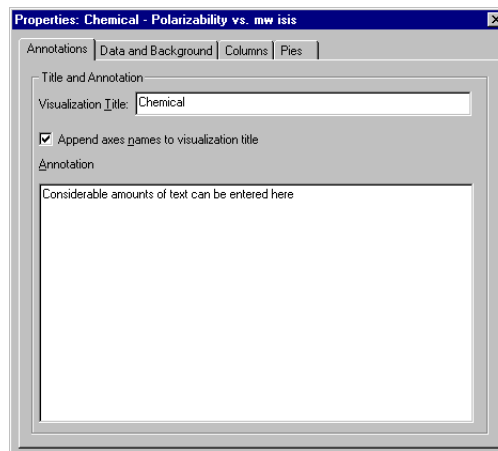 Properties: Chemical - Polarizability vs. mw isis
Annotations Data and Background Columns Pies
Title and Annotation
Visualization Title: Chemical
Append axes names to visualization title
Annotation
Considerable amounts of text can be entered here